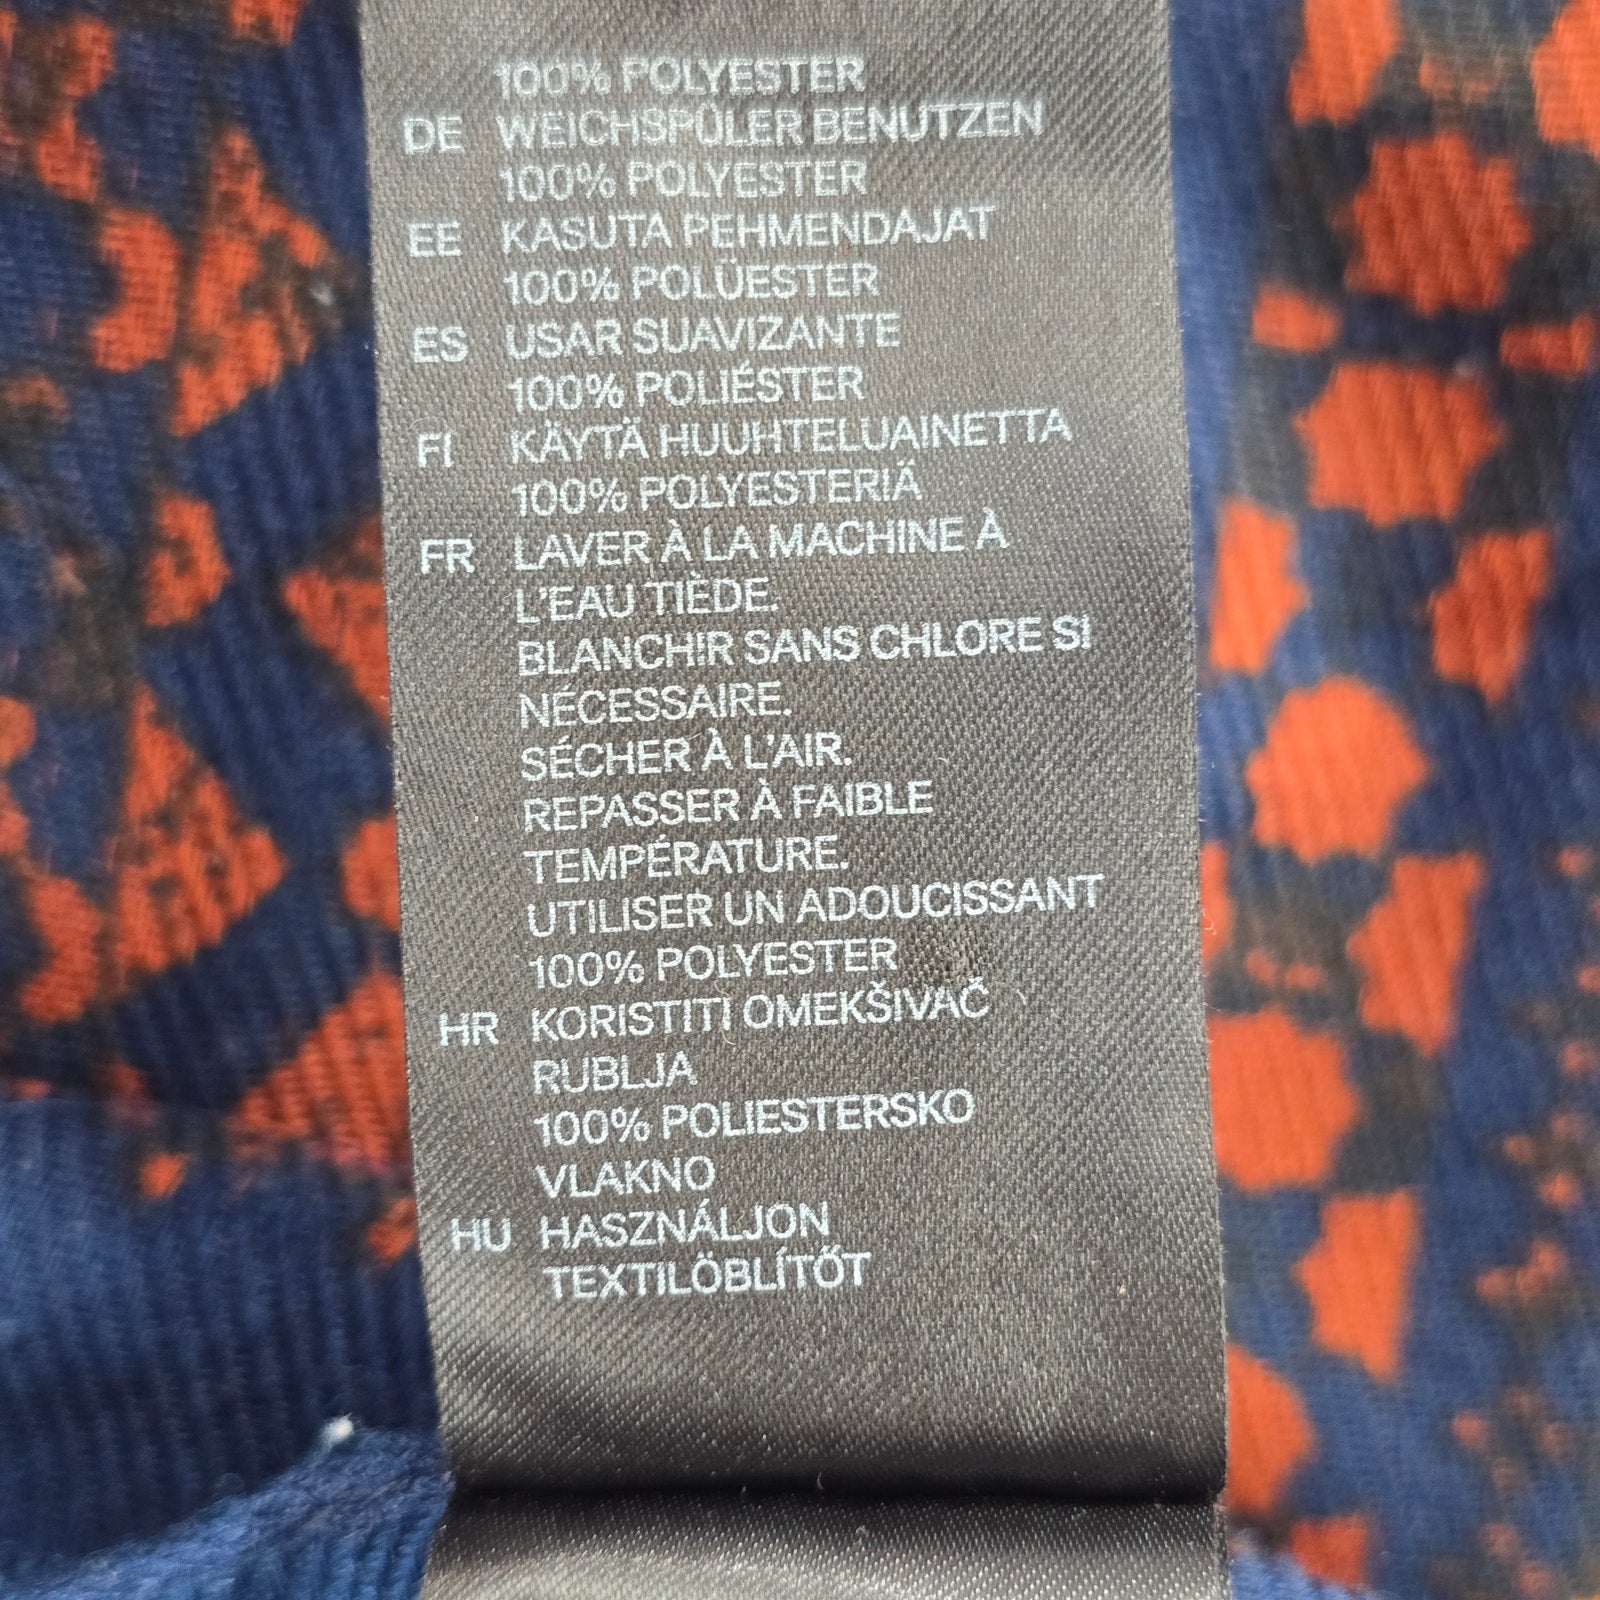 100% POLYESTER
DE WEICHSPÜLER BENUTZEN
100% POLYESTER
EE KASUTA PEHMENDAJAT
100% POLÜESTER
ES USAR SUAVIZANTE
100% POLIÉSTER
FI KÄYTÄ HUUHTELUAINETTA
100% POLYESTERIÄ
FR LAVER À LA MACHINE À
L'EAU TIÈDE.
BLANCHIR SANS CHLORE SI
NÉCESSAIRE.
SÉCHER À L'AIR.
REPASSER À FAIBLE
TEMPÉRATURE.
UTILISER UN ADOUCISSANT
100% POLYESTER
HR KORISTITI OMEKŠIVAČ
RUBLJA
100% POLIESTERSKO
VLAKNO
HU HASZNÁLJON
TEXTILÖBLÍTŐT